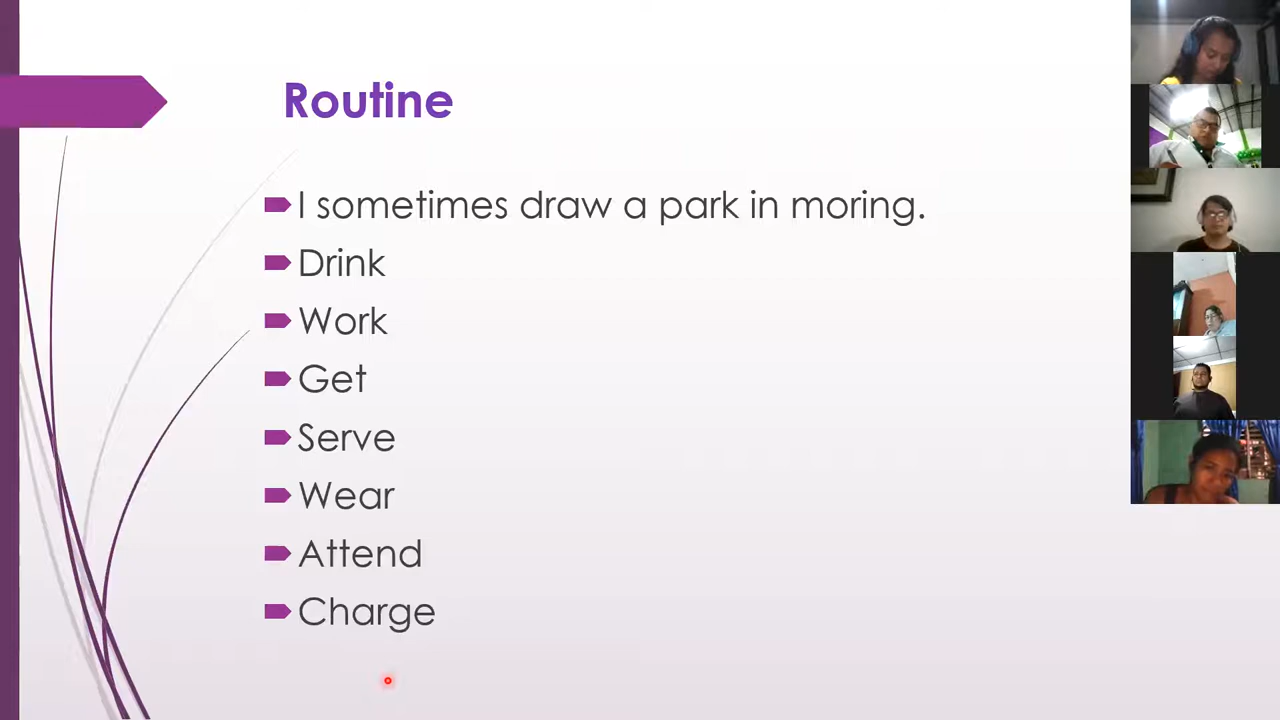 Routine
I sometimes draw a park in moring.
Drink
Work
Get
Serve
Wear
Attend
Charge